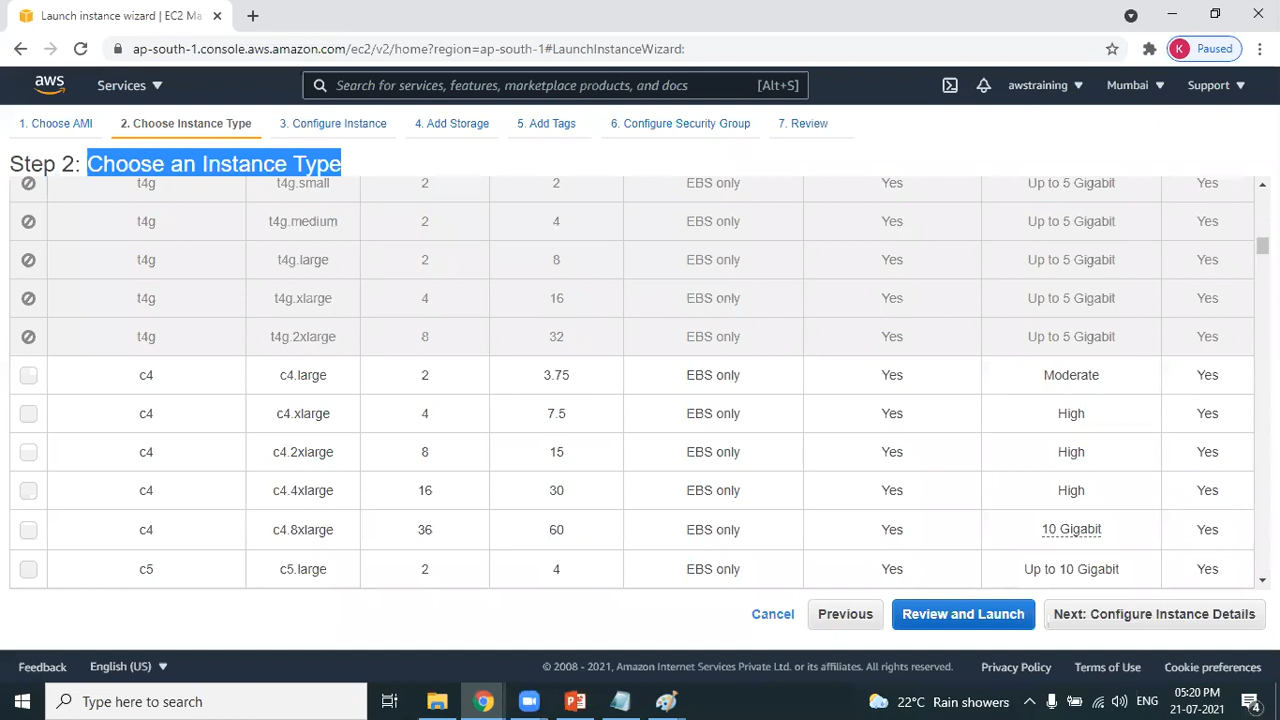 Launch instance wizard | EC2 Ma
ap-south-1.console.aws.amazon.com/ec2/v2/home?region=ap-south-1#LaunchInstanceWizard:
K Paused
aws Services Search for services, features, marketplace products, and docs [Alt+S] awstraining Mumbai Support
1. Choose AMI 2. Choose Instance Type 3. Configure Instance 4. Add Storage 5. Add Tags 6. Configure Security Group 7. Review
Step 2: Choose an Instance Type
t4g t4g.small 2 2 EBS only Yes Up to 5 Gigabit Yes
t4g t4g.medium 2 4 EBS only Yes Up to 5 Gigabit Yes
t4g t4g.large 2 8 EBS only Yes Up to 5 Gigabit Yes
t4g t4g.xlarge 4 16 EBS only Yes Up to 5 Gigabit Yes
t4g t4g.2xlarge 8 32 EBS only Yes Up to 5 Gigabit Yes
c4 c4.large 2 3.75 EBS only Yes Moderate Yes
c4 c4.xlarge 4 7.5 EBS only Yes High Yes
c4 c4.2xlarge 8 15 EBS only Yes High Yes
c4 c4.4xlarge 16 30 EBS only Yes High Yes
c4 c4.8xlarge 36 60 EBS only Yes 10 Gigabit Yes
c5 c5.large 2 4 EBS only Yes Up to 10 Gigabit Yes
Cancel Previous Review and Launch Next: Configure Instance Details
Feedback English (US) © 2008 - 2021, Amazon Internet Services Private Ltd. or its affiliates. All rights reserved. Privacy Policy Terms of Use Cookie preferences
Type here to search 22°C Rain showers ENG 05:20 PM
21-07-2021 4